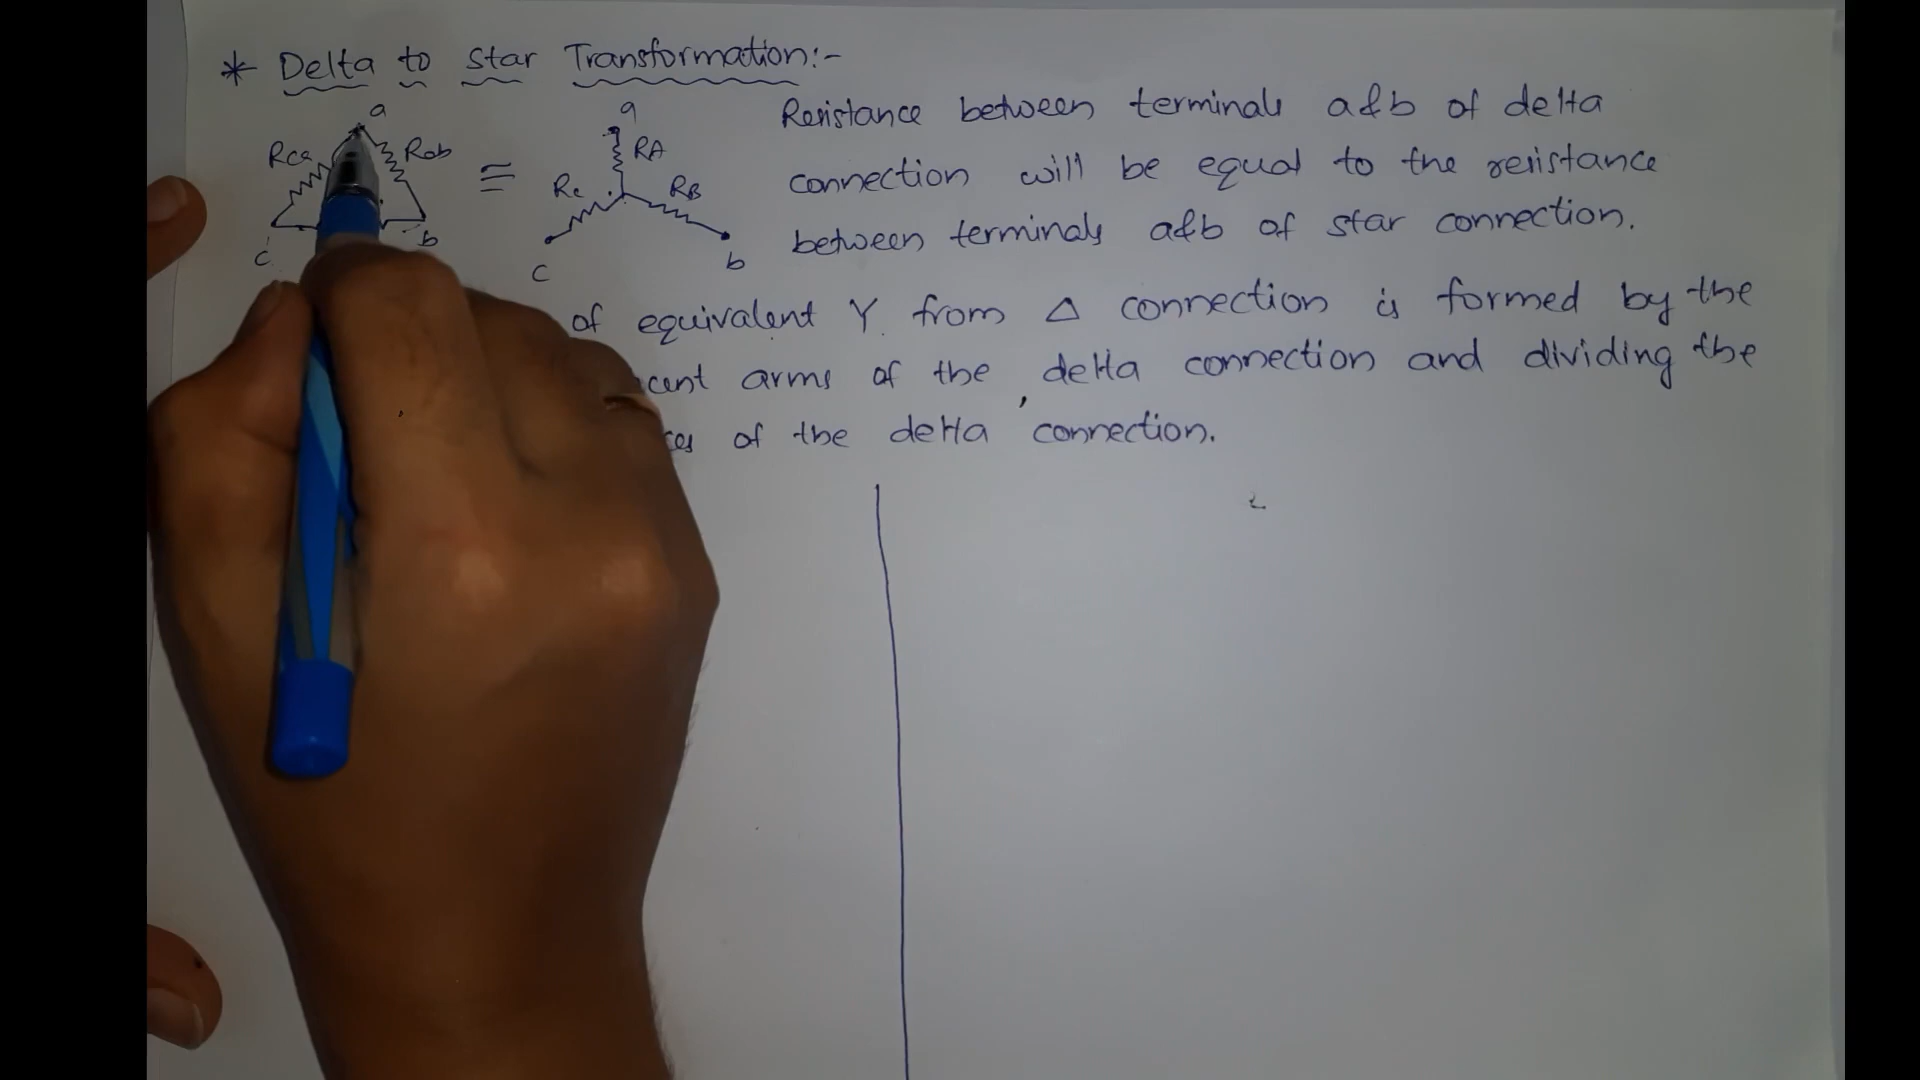 * Delta to Star Transformation:-
a
Rca Rab
c b
≡
a
RA
Rc RB
c b
Resistance between terminals a&b of delta
connection will be equal to the resistance
between terminals a&b of star connection.
of equivalent Y from Δ connection is formed by the
arms of the delta connection and dividing the
of the delta connection.